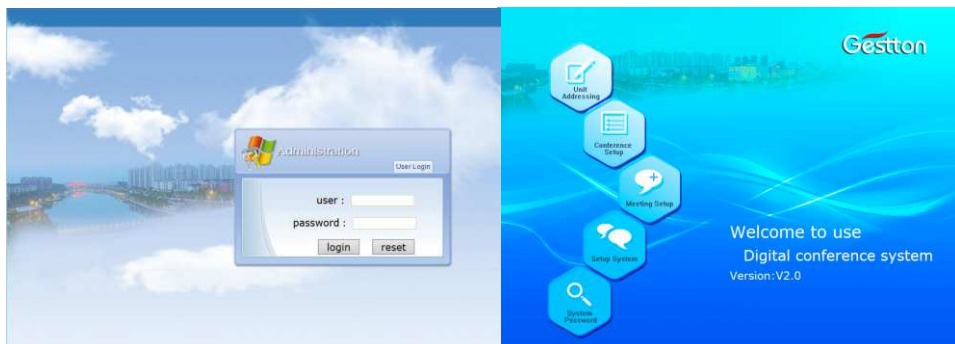 Administration
User Login
user :
password :
login
reset
Gestton
Unit
Addressing
Conference
Setup
Meeting Setup
Setup System
System
Password
Welcome to use
Digital conference system
Version:V2.0